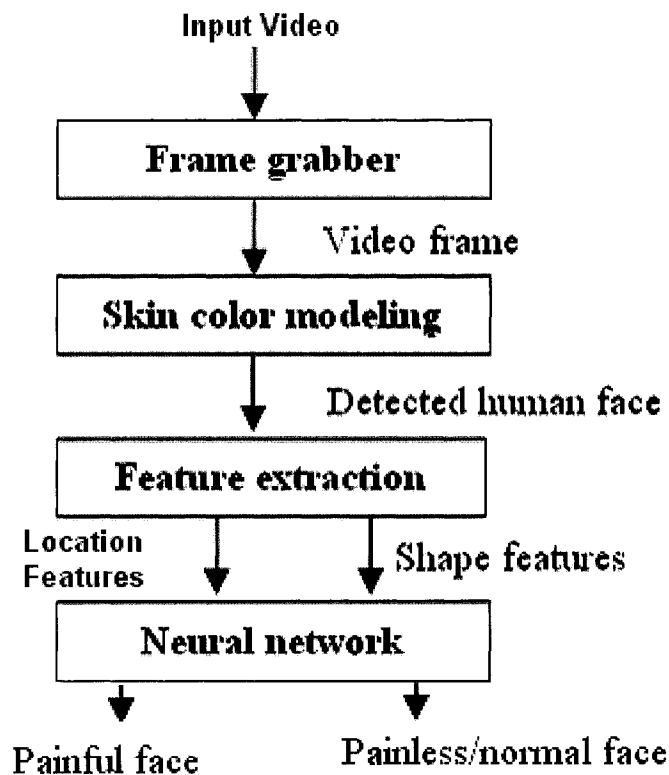 Input Video
Frame grabber
Video frame
Skin color modeling
Detected human face
Feature extraction
Location
Features
Shape features
Neural network
Painful face
Painless/normal face